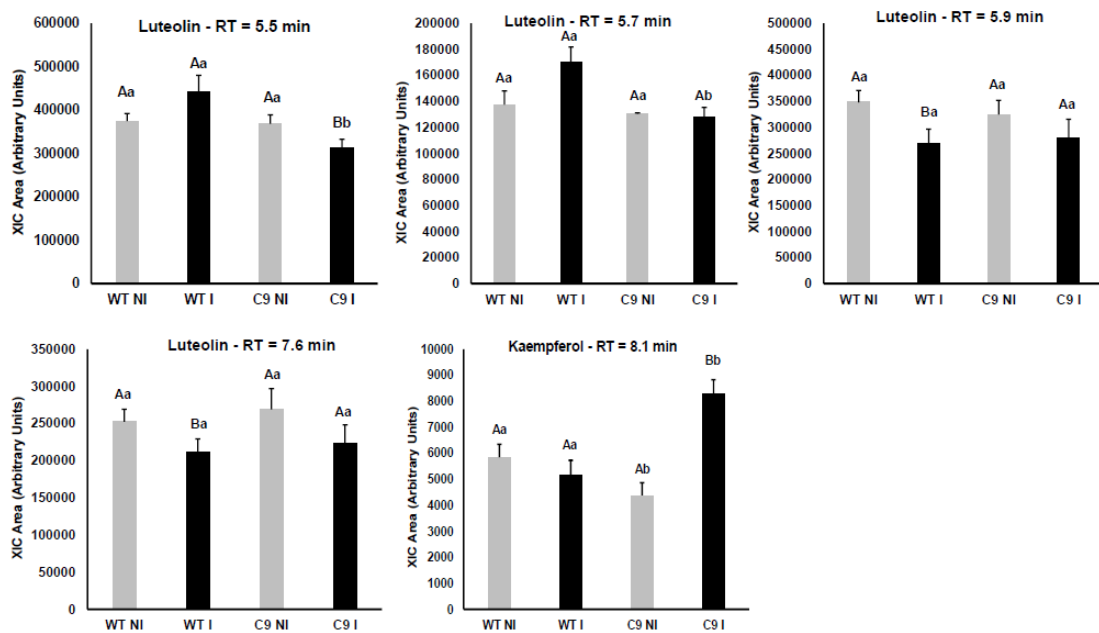 Luteolin - RT = 5.5 min
XIC Area (Arbitrary Units)
600000
500000
400000
300000
200000
100000
0
Aa
Aa
Aa
Bb
WT NI
WT I
C9 NI
C9 I
Luteolin - RT = 5.7 min
XIC Area (Arbitrary Units)
200000
180000
160000
140000
120000
100000
80000
60000
40000
20000
0
Aa
Aa
Aa
Ab
WT NI
WT I
C9 NI
C9 I
Luteolin - RT = 5.9 min
XIC Area (Arbitrary Units)
500000
450000
400000
350000
300000
250000
200000
150000
100000
50000
0
Aa
Ba
Aa
Aa
WT NI
WT I
C9 NI
C9 I
Luteolin - RT = 7.6 min
XIC Area (Arbitrary Units)
350000
300000
250000
200000
150000
100000
50000
0
Aa
Ba
Aa
Aa
WT NI
WT I
C9 NI
C9 I
Kaempferol - RT = 8.1 min
XIC Area (Arbitrary Units)
10000
9000
8000
7000
6000
5000
4000
3000
2000
1000
0
Aa
Aa
Ab
Bb
WT NI
WT I
C9 NI
C9 I